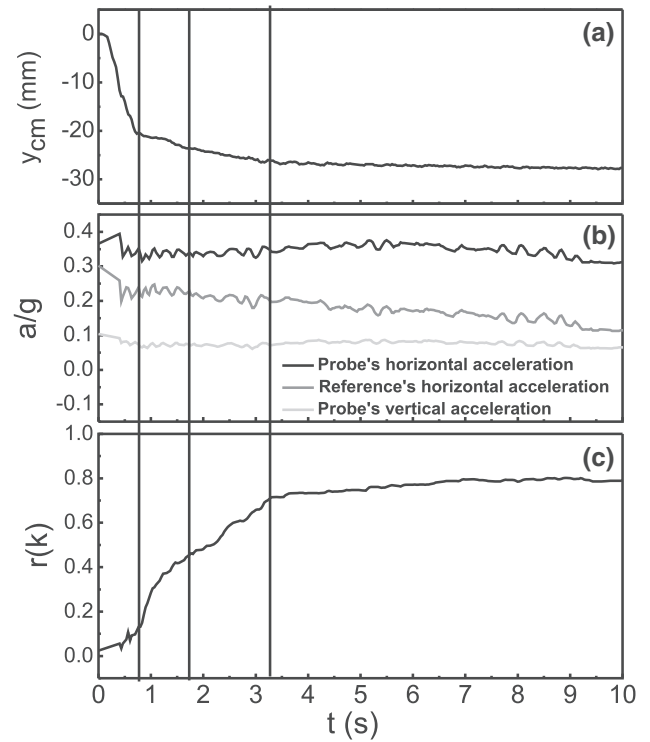 (a)
0
-10
-20
-30
y_cm (mm)
(b)
0.4
0.3
0.2
0.1
0.0
-0.1
a/g
Probe's horizontal acceleration
Reference's horizontal acceleration
Probe's vertical acceleration
(c)
1.0
0.8
0.6
0.4
0.2
0.0
r(k)
0 1 2 3 4 5 6 7 8 9 10
t (s)